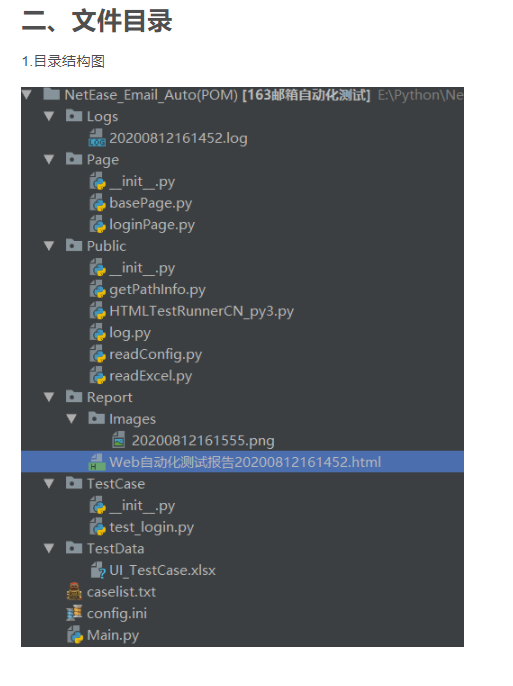 二、文件目录
1.目录结构图
NetEase_Email_Auto(POM) [163邮箱自动化测试] E:\Python\Ne
Logs
20200812161452.log
Page
__init__.py
basePage.py
loginPage.py
Public
__init__.py
getPathInfo.py
HTMLTestRunnerCN_py3.py
log.py
readConfig.py
readExcel.py
Report
Images
20200812161555.png
Web自动化测试报告20200812161452.html
TestCase
__init__.py
test_login.py
TestData
UI_TestCase.xlsx
caselist.txt
config.ini
Main.py